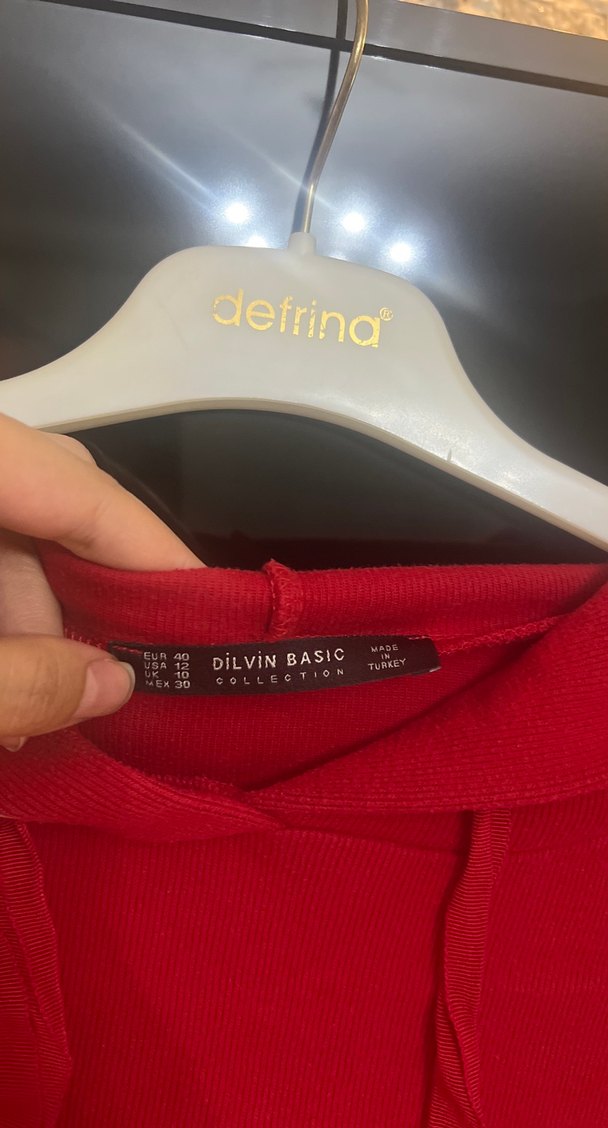 defrina®
EUR 40
USA 12
UK 10
MEX 30
DİLVİN BASIC
COLLECTION
MADE
IN
TURKEY